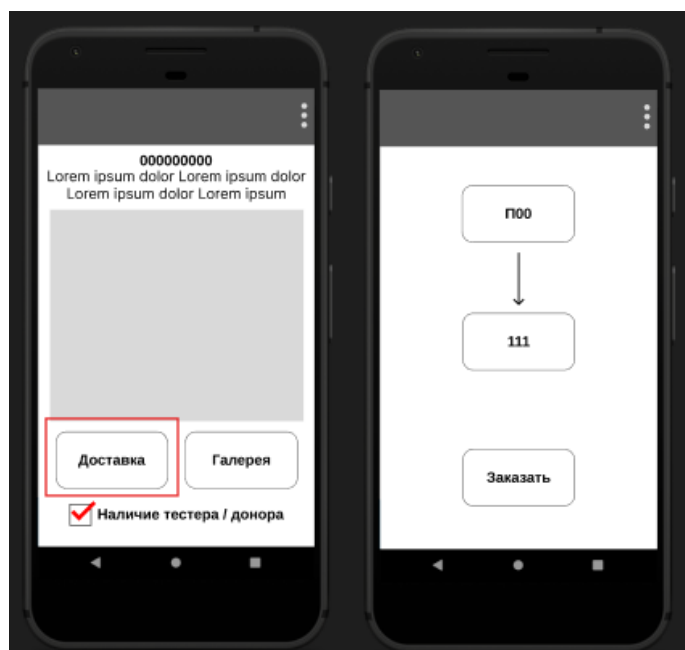 000000000
Lorem ipsum dolor Lorem ipsum dolor
Lorem ipsum dolor Lorem ipsum
Доставка
Галерея
Наличие тестера / донора
П00
111
Заказать